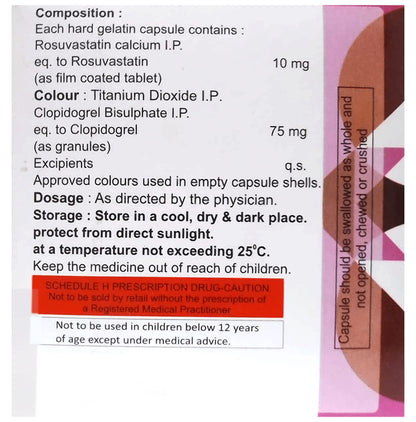 Composition :
Each hard gelatin capsule contains :
Rosuvastatin calcium I.P.
eq. to Rosuvastatin 10 mg
(as film coated tablet)
Colour : Titanium Dioxide I.P.
Clopidogrel Bisulphate I.P.
eq. to Clopidogrel 75 mg
(as granules)
Excipients q.s.
Approved colours used in empty capsule shells.
Dosage : As directed by the physician.
Storage : Store in a cool, dry & dark place.
protect from direct sunlight.
at a temperature not exceeding 25°C.
Keep the medicine out of reach of children.
SCHEDULE H PRESCRIPTION DRUG-CAUTION
Not to be sold by retail without the prescription of
a Registered Medical Practitioner
Not to be used in children below 12 years
of age except under medical advice.
Capsule should be swallowed as whole and
not opened, chewed or crushed